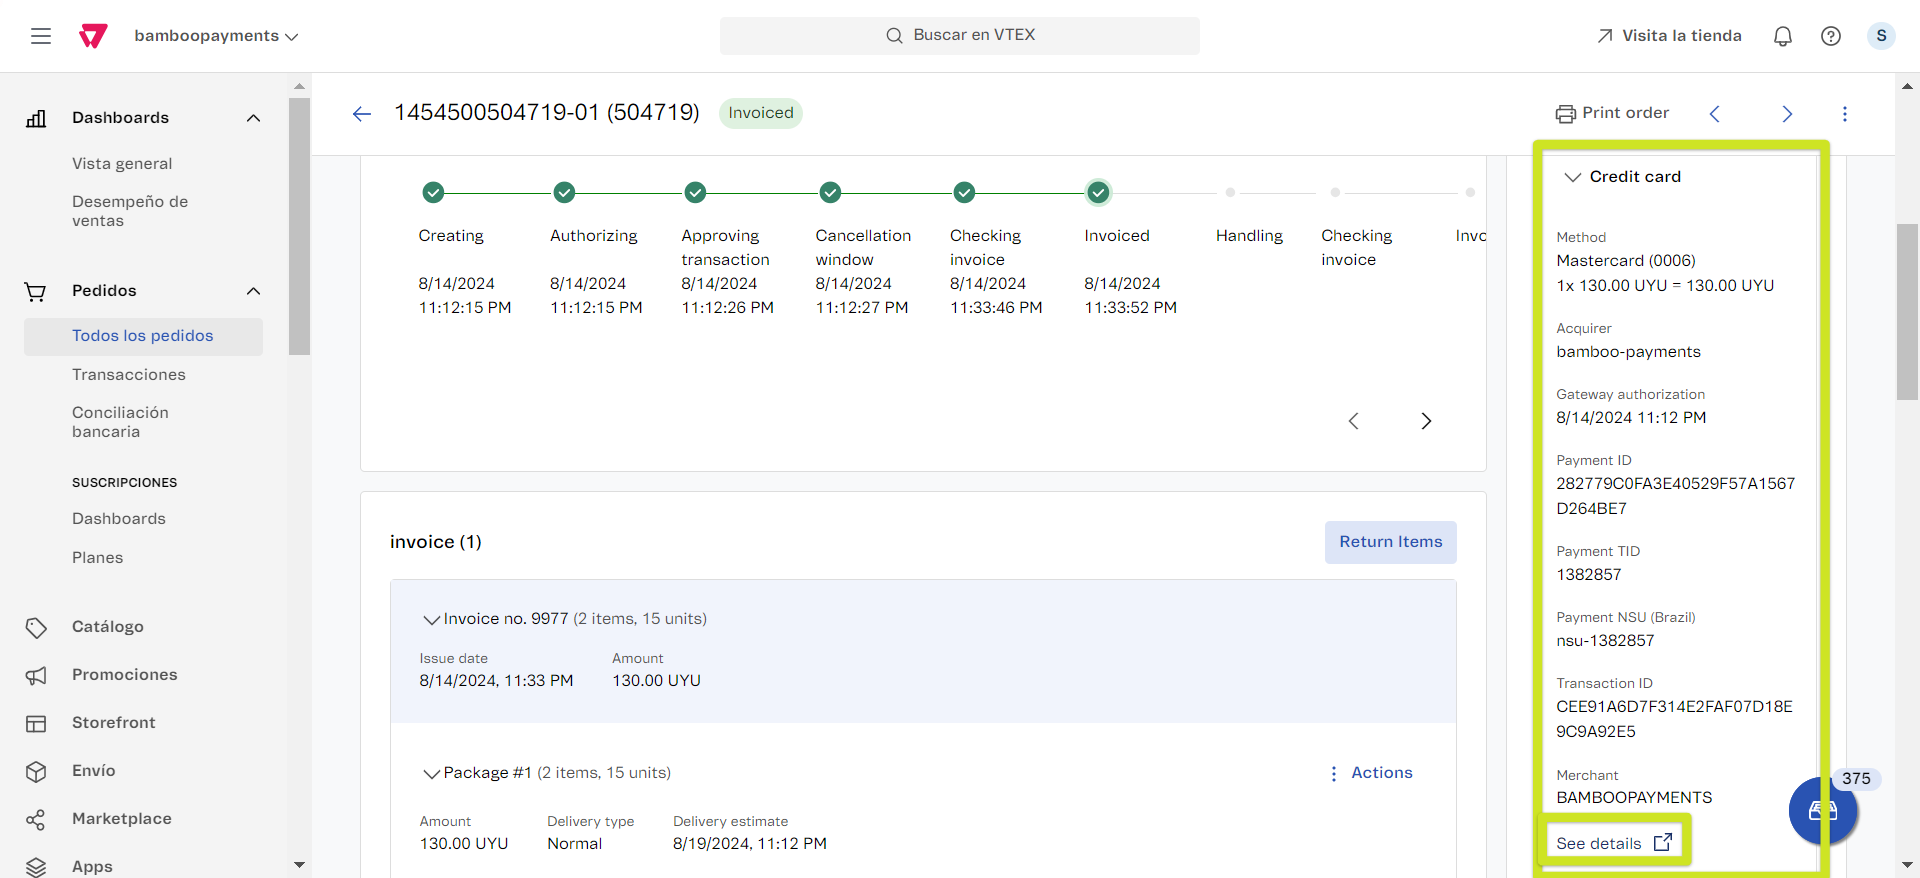 bamboopayments
Buscar en VTEX
Visita la tienda
S
Dashboards
Vista general
Desempeño de
ventas
Pedidos
Todos los pedidos
Transacciones
Conciliación
bancaria
SUSCRIPCIONES
Dashboards
Planes
Catálogo
Promociones
Storefront
Envío
Marketplace
Apps
1454500504719-01 (504719)
Invoiced
Print order
Creating
8/14/2024
11:12:15 PM
Authorizing
8/14/2024
11:12:15 PM
Approving
transaction
8/14/2024
11:12:26 PM
Cancellation
window
8/14/2024
11:12:27 PM
Checking
invoice
8/14/2024
11:33:46 PM
Invoiced
8/14/2024
11:33:52 PM
Handling
Checking
invoice
Invo
invoice (1)
Return Items
Invoice no. 9977 (2 items, 15 units)
Issue date
8/14/2024, 11:33 PM
Amount
130.00 UYU
Package #1 (2 items, 15 units)
Actions
Amount
130.00 UYU
Delivery type
Normal
Delivery estimate
8/19/2024, 11:12 PM
Credit card
Method
Mastercard (0006)
1x 130.00 UYU = 130.00 UYU
Acquirer
bamboo-payments
Gateway authorization
8/14/2024 11:12 PM
Payment ID
282779C0FA3E40529F57A1567
D264BE7
Payment TID
1382857
Payment NSU (Brazil)
nsu-1382857
Transaction ID
CEE91A6D7F314E2FAF07D18E
9C9A92E5
Merchant
BAMBOOPAYMENTS
See details
375